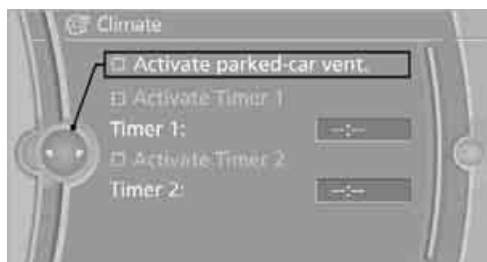 Climate
Activate parked-car vent.
Activate Timer 1
Timer 1: --:--
Activate Timer 2
Timer 2: --:--